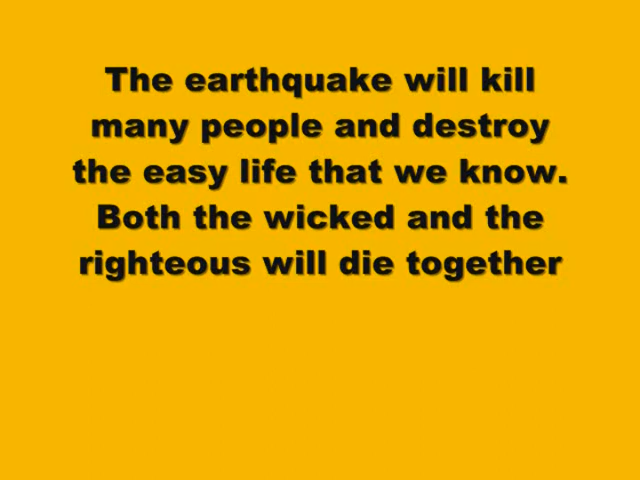 The earthquake will kill
many people and destroy
the easy life that we know.
Both the wicked and the
righteous will die together